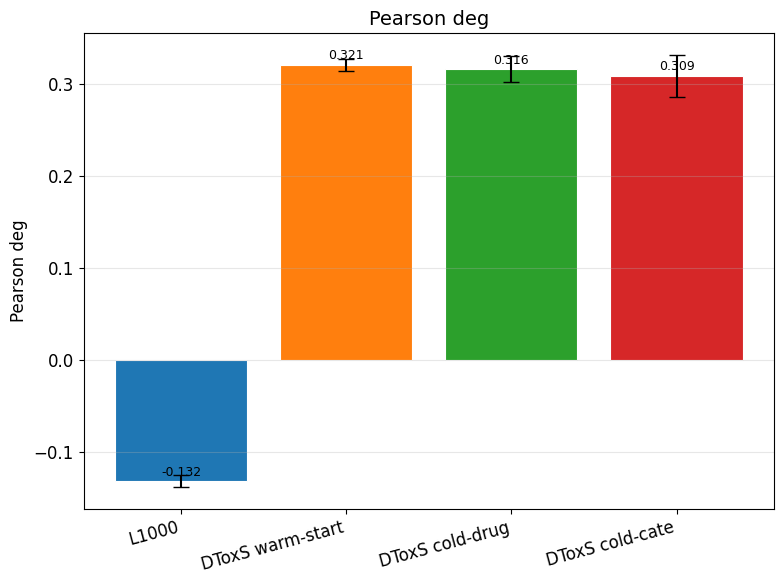 Pearson deg
Pearson deg
0.3
0.2
0.1
0.0
−0.1
0.321
0.316
0.309
-0.132
L1000
DToxS warm-start
DToxS cold-drug
DToxS cold-cate